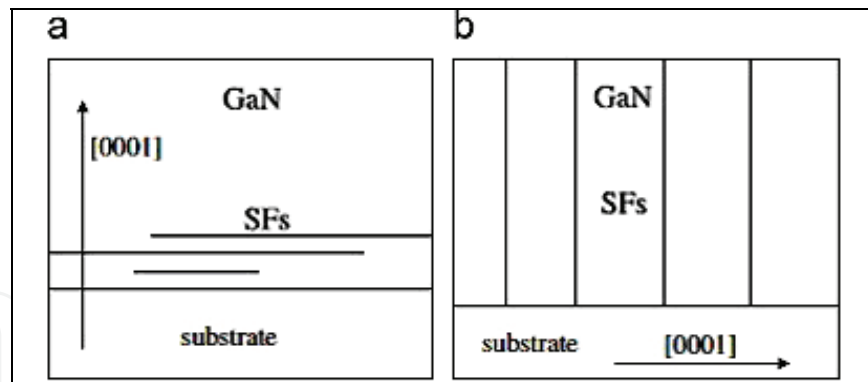 a
GaN
[0001]
SFs
substrate
b
GaN
SFs
substrate [0001]